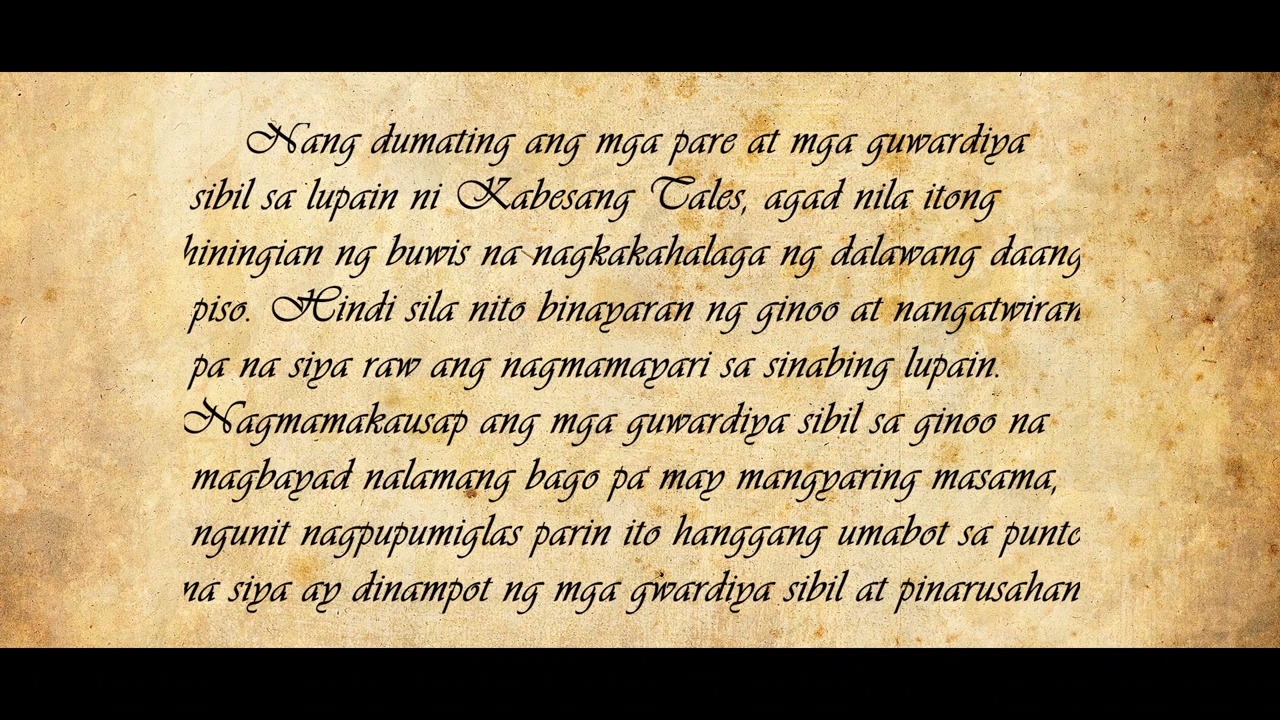 Nang dumating ang mga pare at mga guwardiya
sibil sa lupain ni Kabesang Tales, agad nila itong
hiningian ng buwis na nagkakahalaga ng dalawang daang
piso. Hindi sila nito binayaran ng ginoo at nangatwiran
pa na siya raw ang nagmamayari sa sinabing lupain.
Nagmamakausap ang mga guwardiya sibil sa ginoo na
magbayad nalamang bago pa may mangyaring masama,
ngunit nagpupumiglas parin ito hanggang umabot sa punto
na siya ay dinampot ng mga gwardiya sibil at pinarusahan